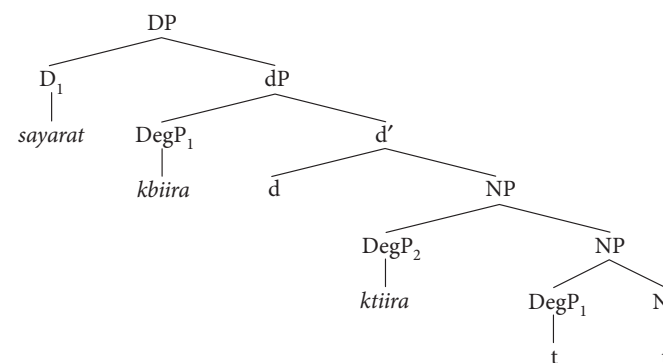 DP
D₁ dP
sayarat DegP₁ d′
kbiira d NP
DegP₂ NP
ktiira DegP₁ N
t